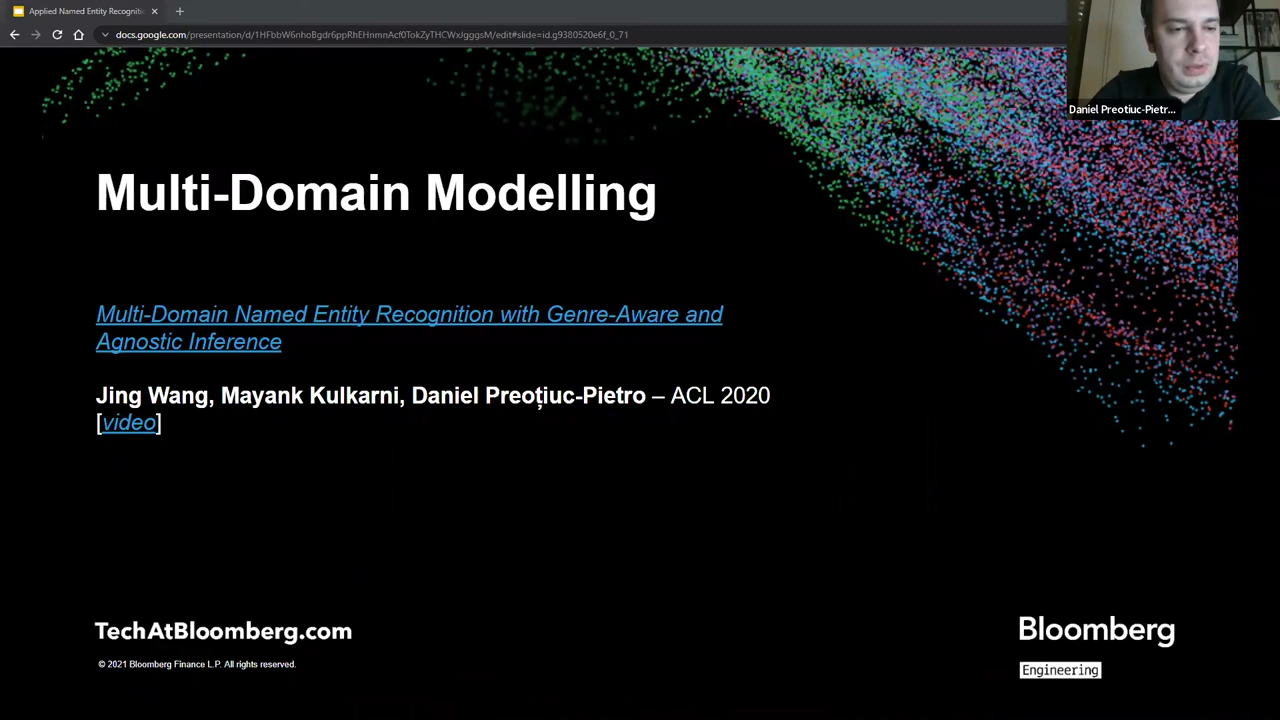 Applied Named Entity Recogniti
docs.google.com/presentation/d/1HFbbW6nhoBgdr6ppRhEHnmnAcf0TokZyTHCWxJgggsM/edit#slide=id.g9380520e6f_0_71
Daniel Preotiuc-Pietr...
Multi-Domain Modelling
Multi-Domain Named Entity Recognition with Genre-Aware and
Agnostic Inference
Jing Wang, Mayank Kulkarni, Daniel Preoțiuc-Pietro – ACL 2020
[video]
TechAtBloomberg.com
© 2021 Bloomberg Finance L.P. All rights reserved.
Bloomberg
Engineering